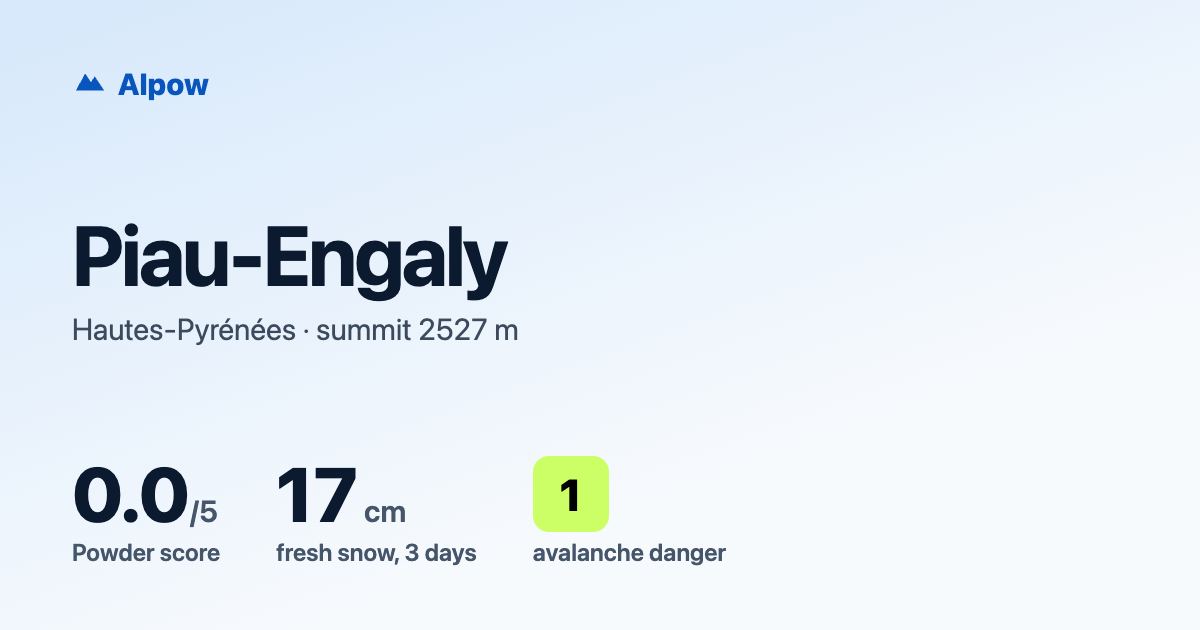 Alpow
Piau-Engaly
Hautes-Pyrénées · summit 2527 m
0.0/5
Powder score
17 cm
fresh snow, 3 days
1
avalanche danger